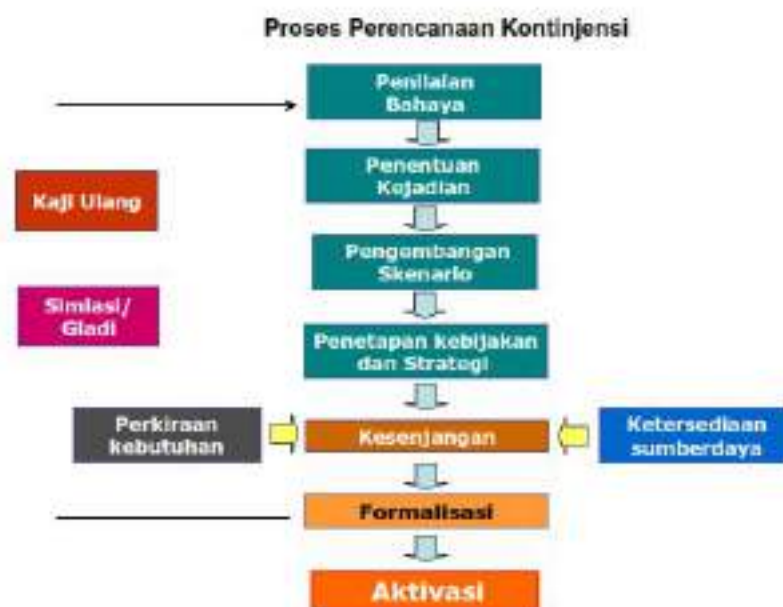 Proses Perencanaan Kontinjensi
Penilaian
Bahaya
Penentuan
Kejadian
Kaji Ulang
Pengembangan
Skenario
Simlasi/
Gladi
Penetapan kebijakan
dan Strategi
Perkiraan
kebutuhan
Kesenjangan
Ketersediaan
sumberdaya
Formalisasi
Aktivasi